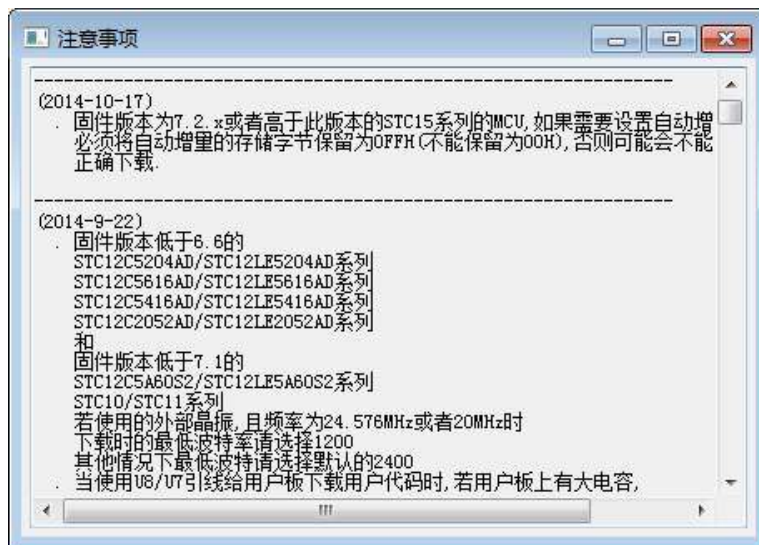 注意事项
----------------------------------------------------------------
(2014-10-17)
. 固件版本为7.2.x或者高于此版本的STC15系列的MCU,如果需要设置自动增
必须将自动增量的存储字节保留为0FFH(不能保留为00H),否则可能会不能
正确下载.
----------------------------------------------------------------
(2014-9-22)
. 固件版本低于6.6的
STC12C5204AD/STC12LE5204AD系列
STC12C5616AD/STC12LE5616AD系列
STC12C5416AD/STC12LE5416AD系列
STC12C2052AD/STC12LE2052AD系列
和
固件版本低于7.1的
STC12C5A60S2/STC12LE5A60S2系列
STC10/STC11系列
若使用的外部晶振,且频率为24.576MHz或者20MHz时
下载时的最低波特率请选择1200
其他情况下最低波特请选择默认的2400
. 当使用U8/U7引线给用户板下载用户代码时,若用户板上有大电容,